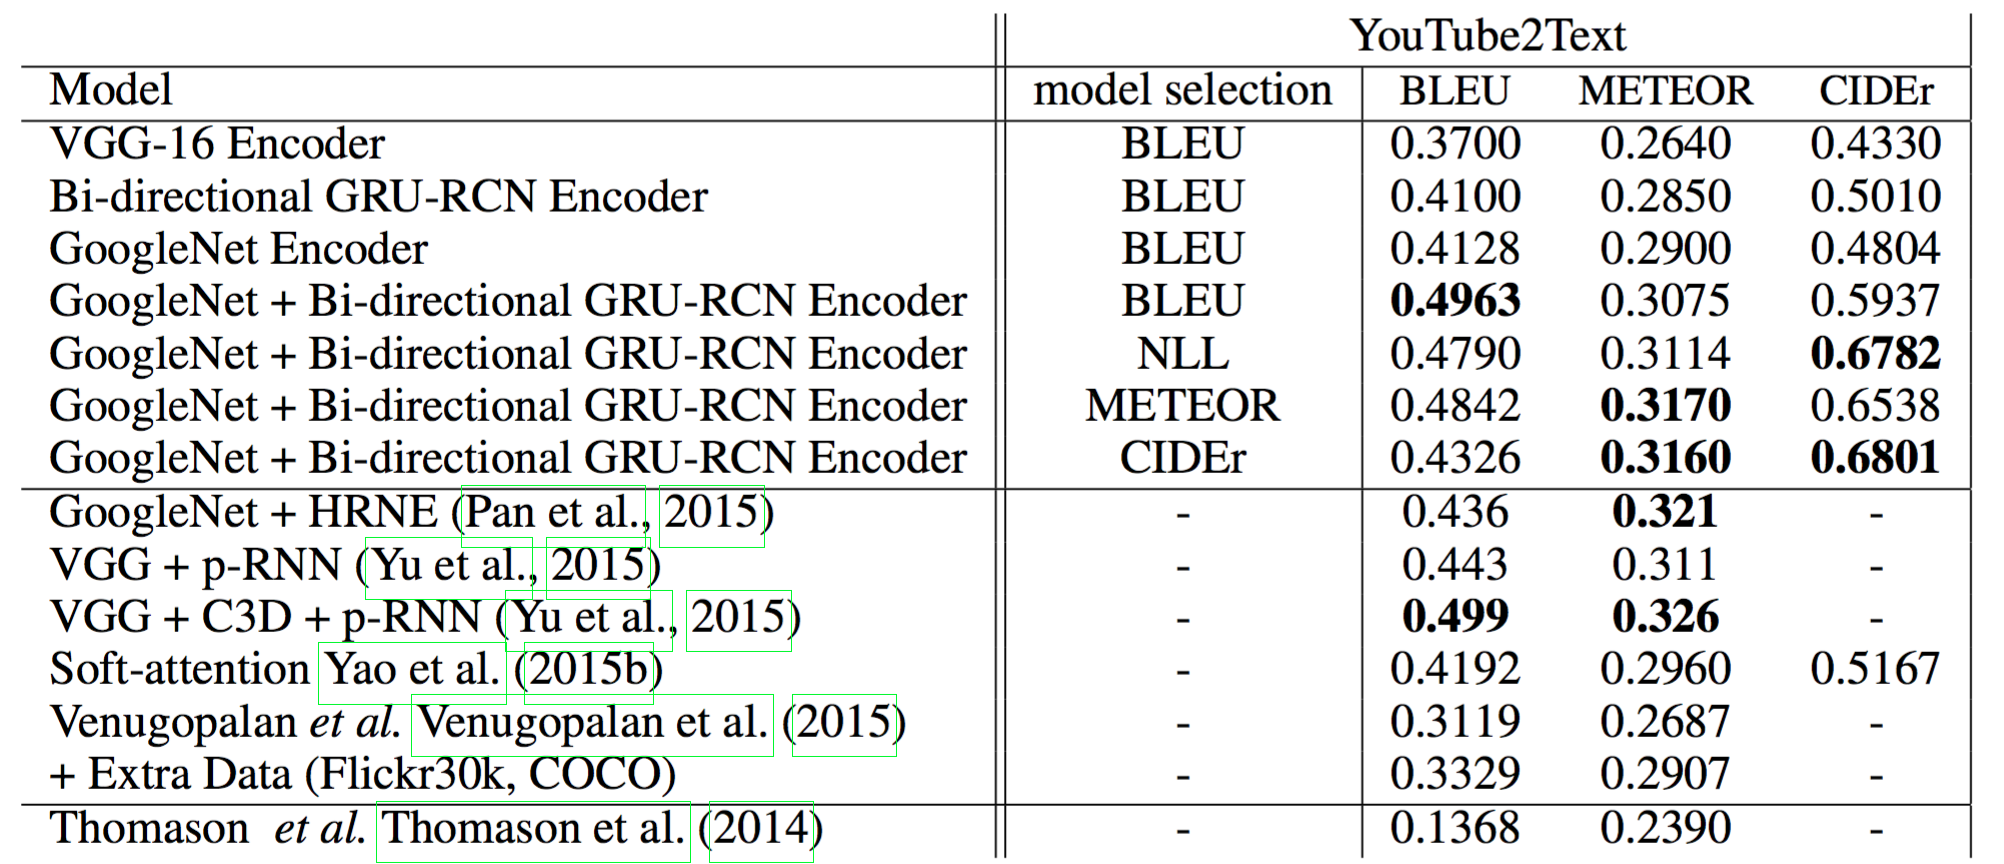 YouTube2Text
Model model selection BLEU METEOR CIDEr
VGG-16 Encoder BLEU 0.3700 0.2640 0.4330
Bi-directional GRU-RCN Encoder BLEU 0.4100 0.2850 0.5010
GoogleNet Encoder BLEU 0.4128 0.2900 0.4804
GoogleNet + Bi-directional GRU-RCN Encoder BLEU 0.4963 0.3075 0.5937
GoogleNet + Bi-directional GRU-RCN Encoder NLL 0.4790 0.3114 0.6782
GoogleNet + Bi-directional GRU-RCN Encoder METEOR 0.4842 0.3170 0.6538
GoogleNet + Bi-directional GRU-RCN Encoder CIDEr 0.4326 0.3160 0.6801
GoogleNet + HRNE (Pan et al., 2015) - 0.436 0.321 -
VGG + p-RNN (Yu et al., 2015) - 0.443 0.311 -
VGG + C3D + p-RNN (Yu et al., 2015) - 0.499 0.326 -
Soft-attention Yao et al. (2015b) - 0.4192 0.2960 0.5167
Venugopalan et al. Venugopalan et al. (2015) - 0.3119 0.2687 -
+ Extra Data (Flickr30k, COCO) - 0.3329 0.2907 -
Thomason et al. Thomason et al. (2014) - 0.1368 0.2390 -